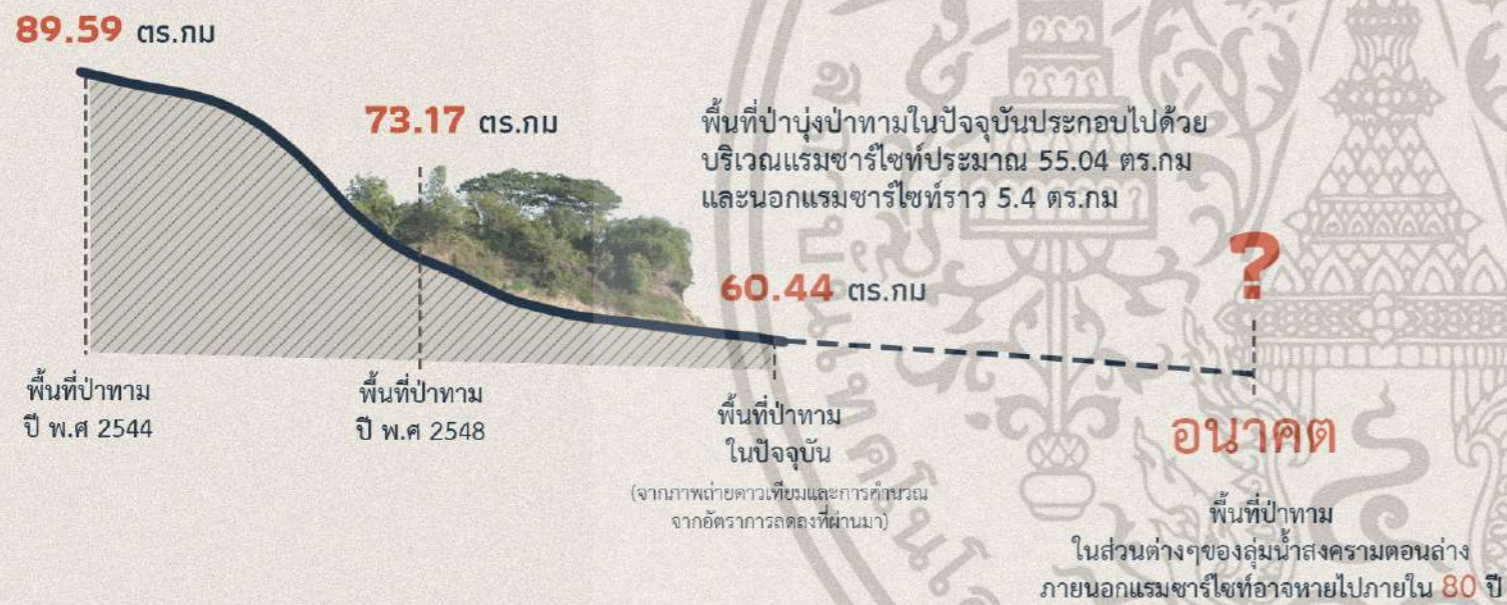 89.59 ตร.กม
73.17 ตร.กม
พื้นที่ป่าบุ่งป่าทามในปัจจุบันประกอบไปด้วย
บริเวณแรมซาร์ไซท์ประมาณ 55.04 ตร.กม
และนอกแรมซาร์ไซท์ราว 5.4 ตร.กม
?
60.44 ตร.กม
พื้นที่ป่าทาม
ปี พ.ศ 2544
พื้นที่ป่าทาม
ปี พ.ศ 2548
พื้นที่ป่าทาม
ในปัจจุบัน
(จากภาพถ่ายดาวเทียมและการคำนวณ
จากอัตราการลดลงที่ผ่านมา)
อนาคต
พื้นที่ป่าทาม
ในส่วนต่างๆของลุ่มน้ำสงครามตอนล่าง
ภายนอกแรมซาร์ไซท์อาจหายไปภายใน 80 ปี